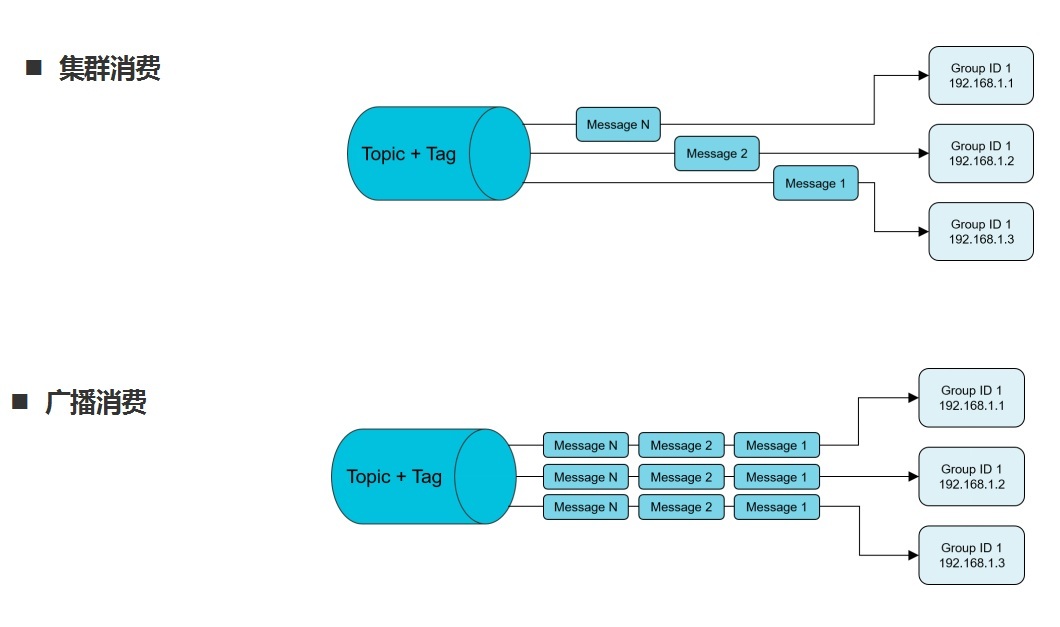 集群消费
Topic + Tag
Message N
Message 2
Message 1
Group ID 1
192.168.1.1
Group ID 1
192.168.1.2
Group ID 1
192.168.1.3
广播消费
Topic + Tag
Message N Message 2 Message 1
Message N Message 2 Message 1
Message N Message 2 Message 1
Group ID 1
192.168.1.1
Group ID 1
192.168.1.2
Group ID 1
192.168.1.3